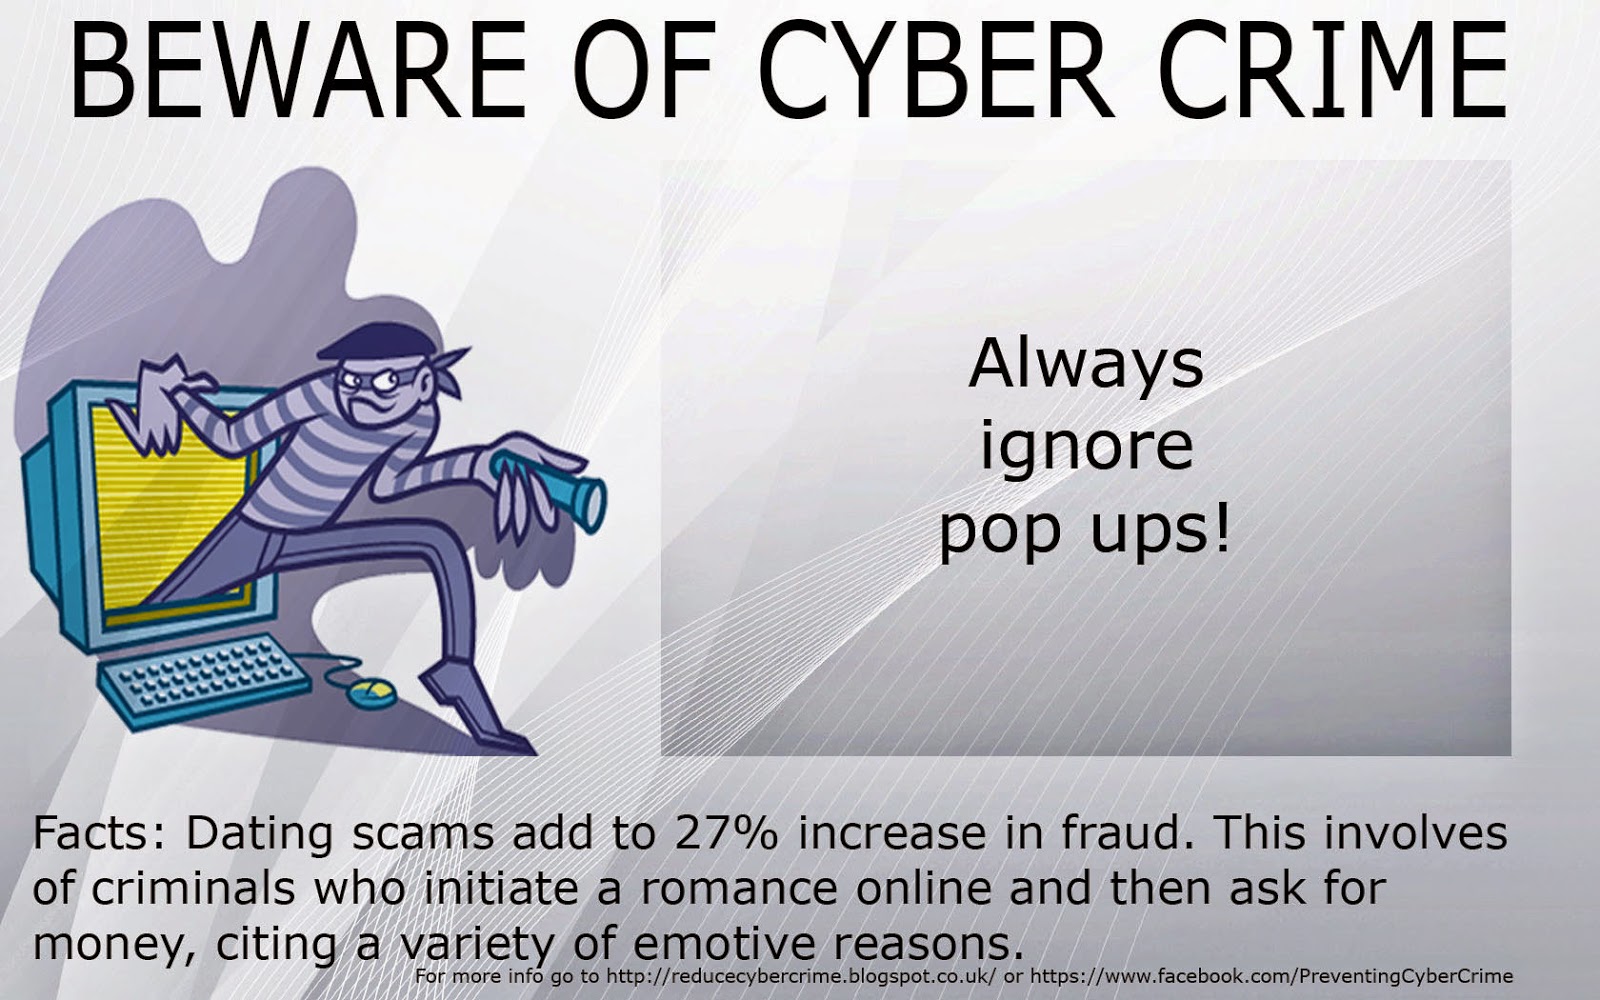 BEWARE OF CYBER CRIME
Always
ignore
pop ups!
Facts: Dating scams add to 27% increase in fraud. This involves
of criminals who initiate a romance online and then ask for
money, citing a variety of emotive reasons.
For more info go to http://reducecybercrime.blogspot.co.uk/ or https://www.facebook.com/PreventingCyberCrime